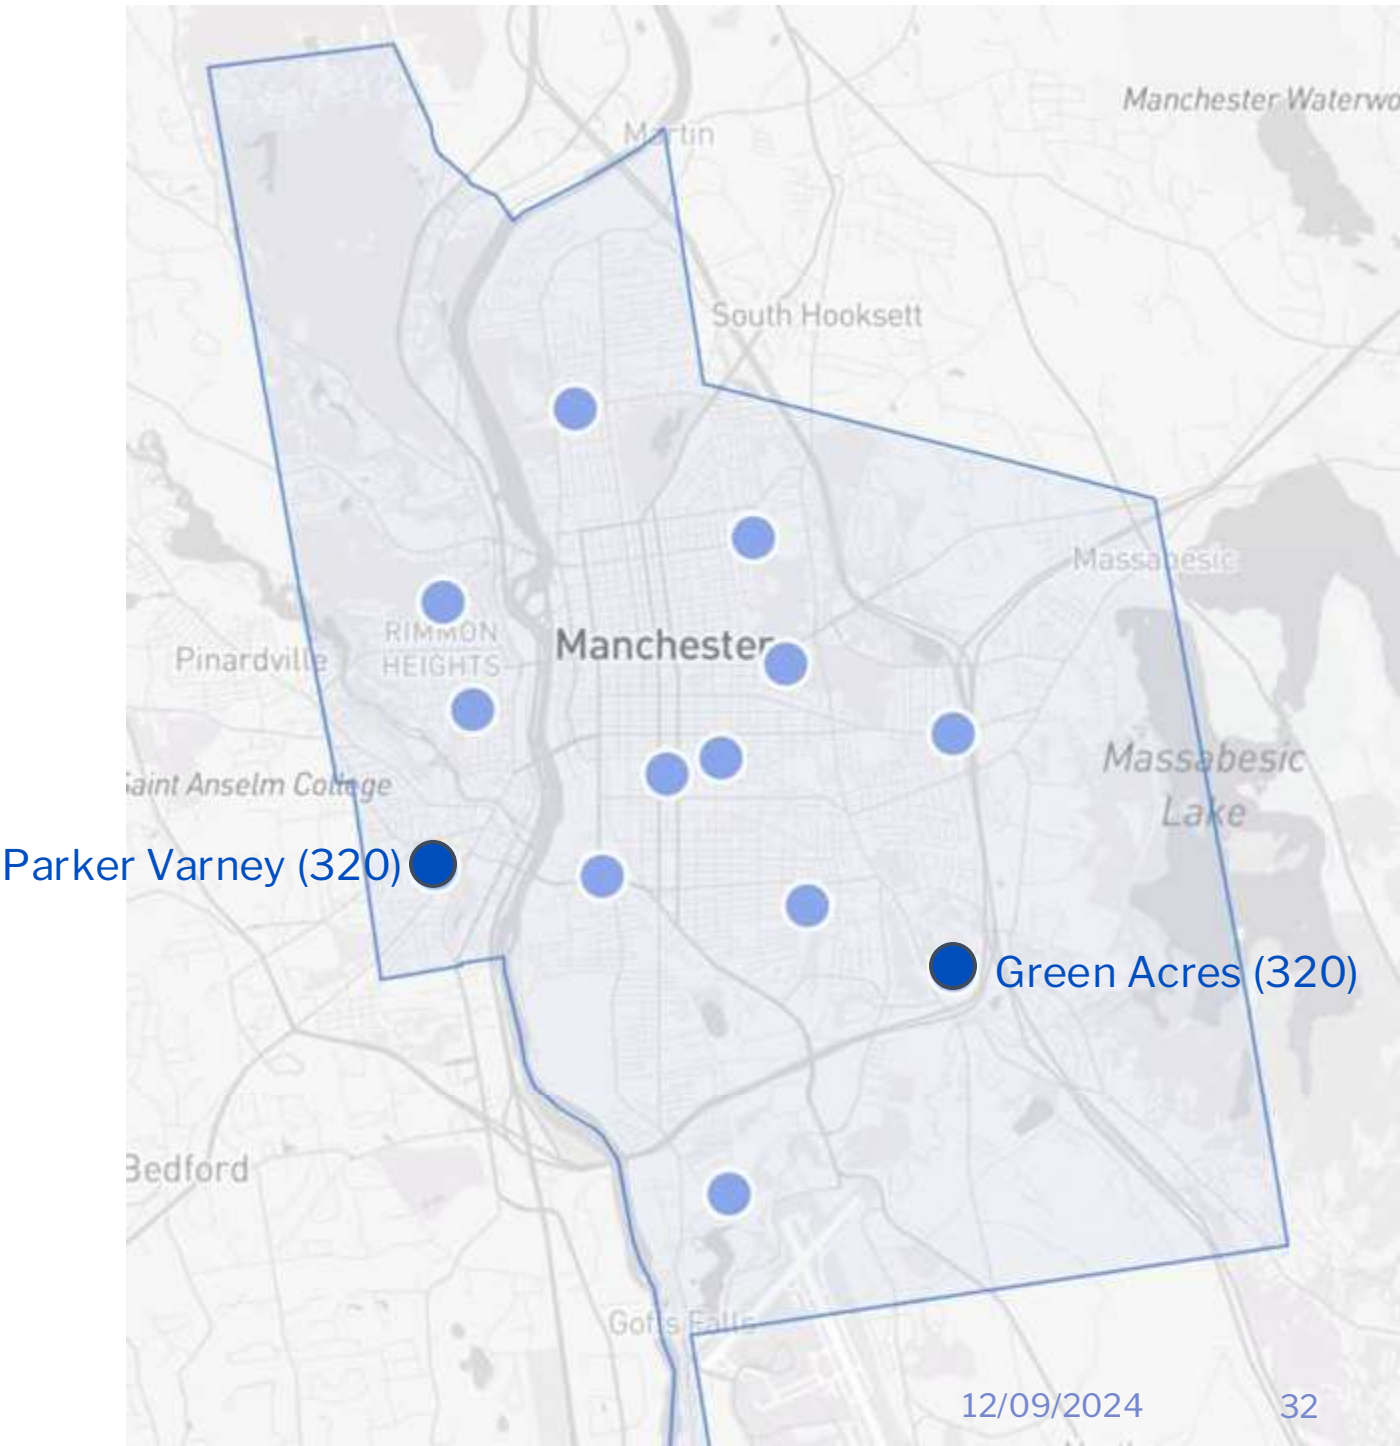 Manchester Waterwo
Martin
South Hooksett
Massabesic
RIMMON
HEIGHTS
Manchester
Pinardville
Massabesic
Lake
Saint Anselm College
Parker Varney (320)
Green Acres (320)
Bedford
Goffs Falls
12/09/2024
32